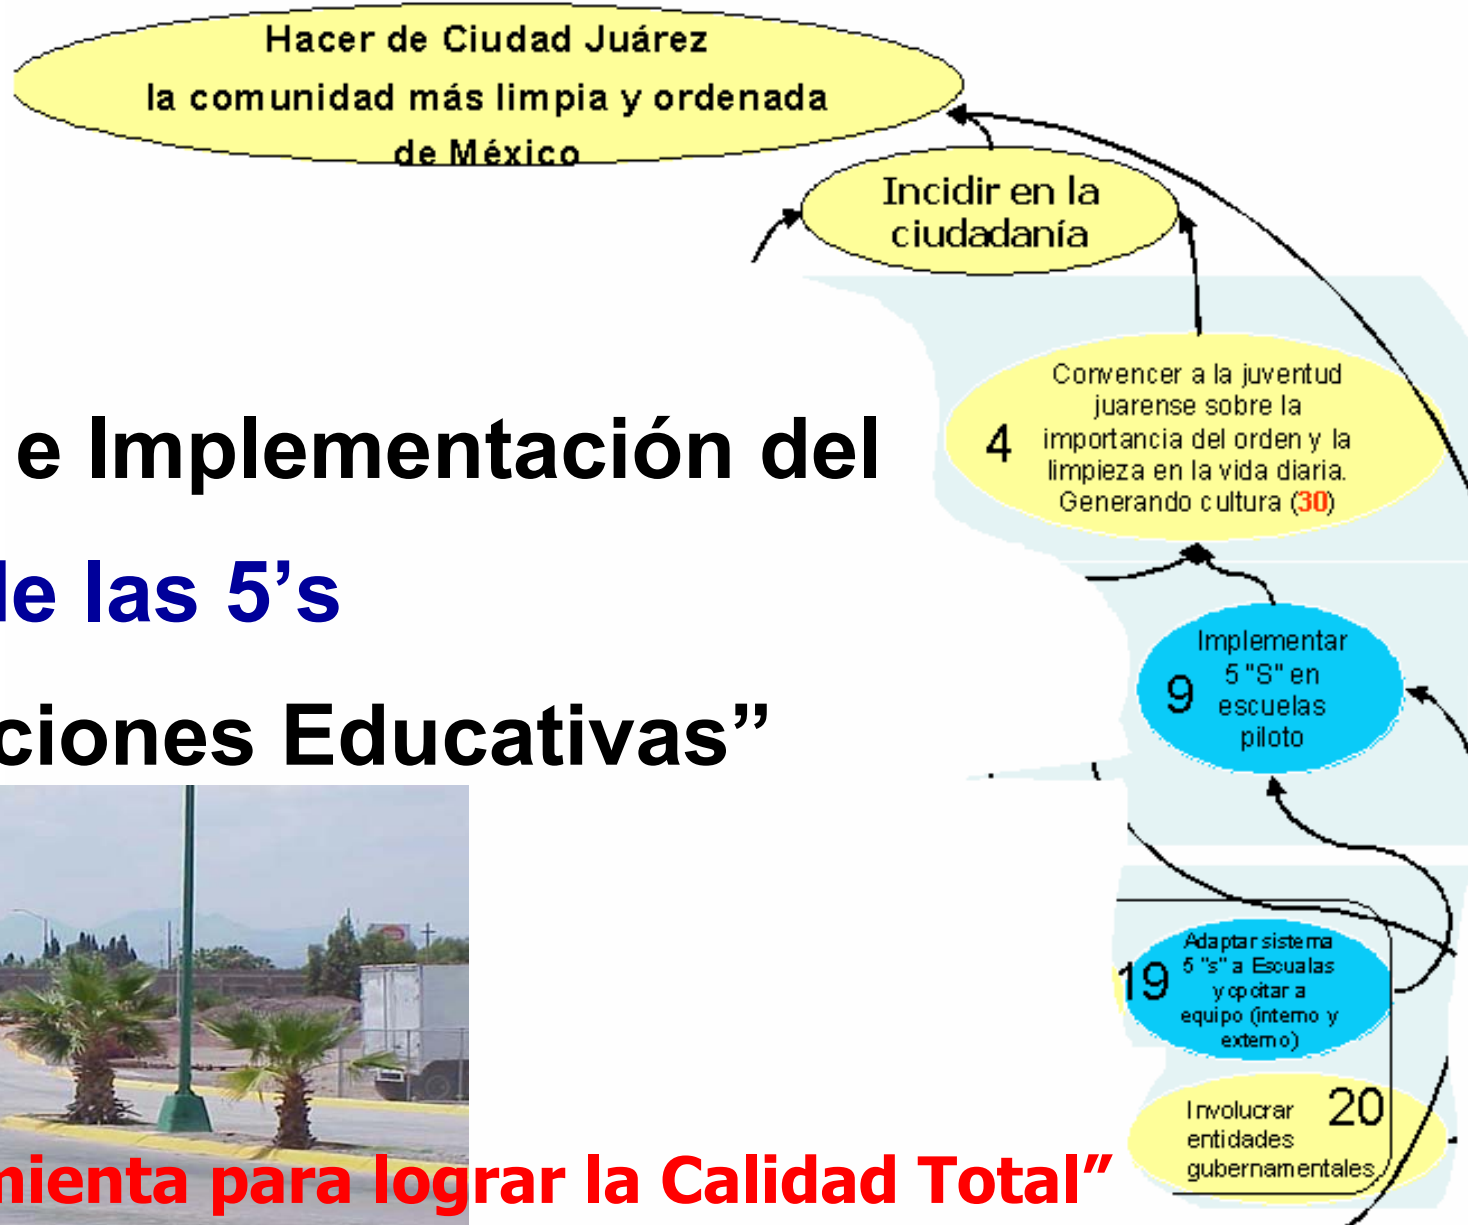 Hacer de Ciudad Juárez
la comunidad más limpia y ordenada
de México
Incidir en la
ciudadanía
Convencer a la juventud
juarense sobre la
4 importancia del orden y la
limpieza en la vida diaria.
Generando cultura (30)
e Implementación del
de las 5’s
ciones Educativas”
Implementar
5 "S" en
9 escuelas
piloto
Adaptar sistema
19 5 "s" a Escualas
y cpcitar a
equipo (interno y
externo)
Involucrar 20
entidades
gubernamentales
mienta para lograr la Calidad Total”